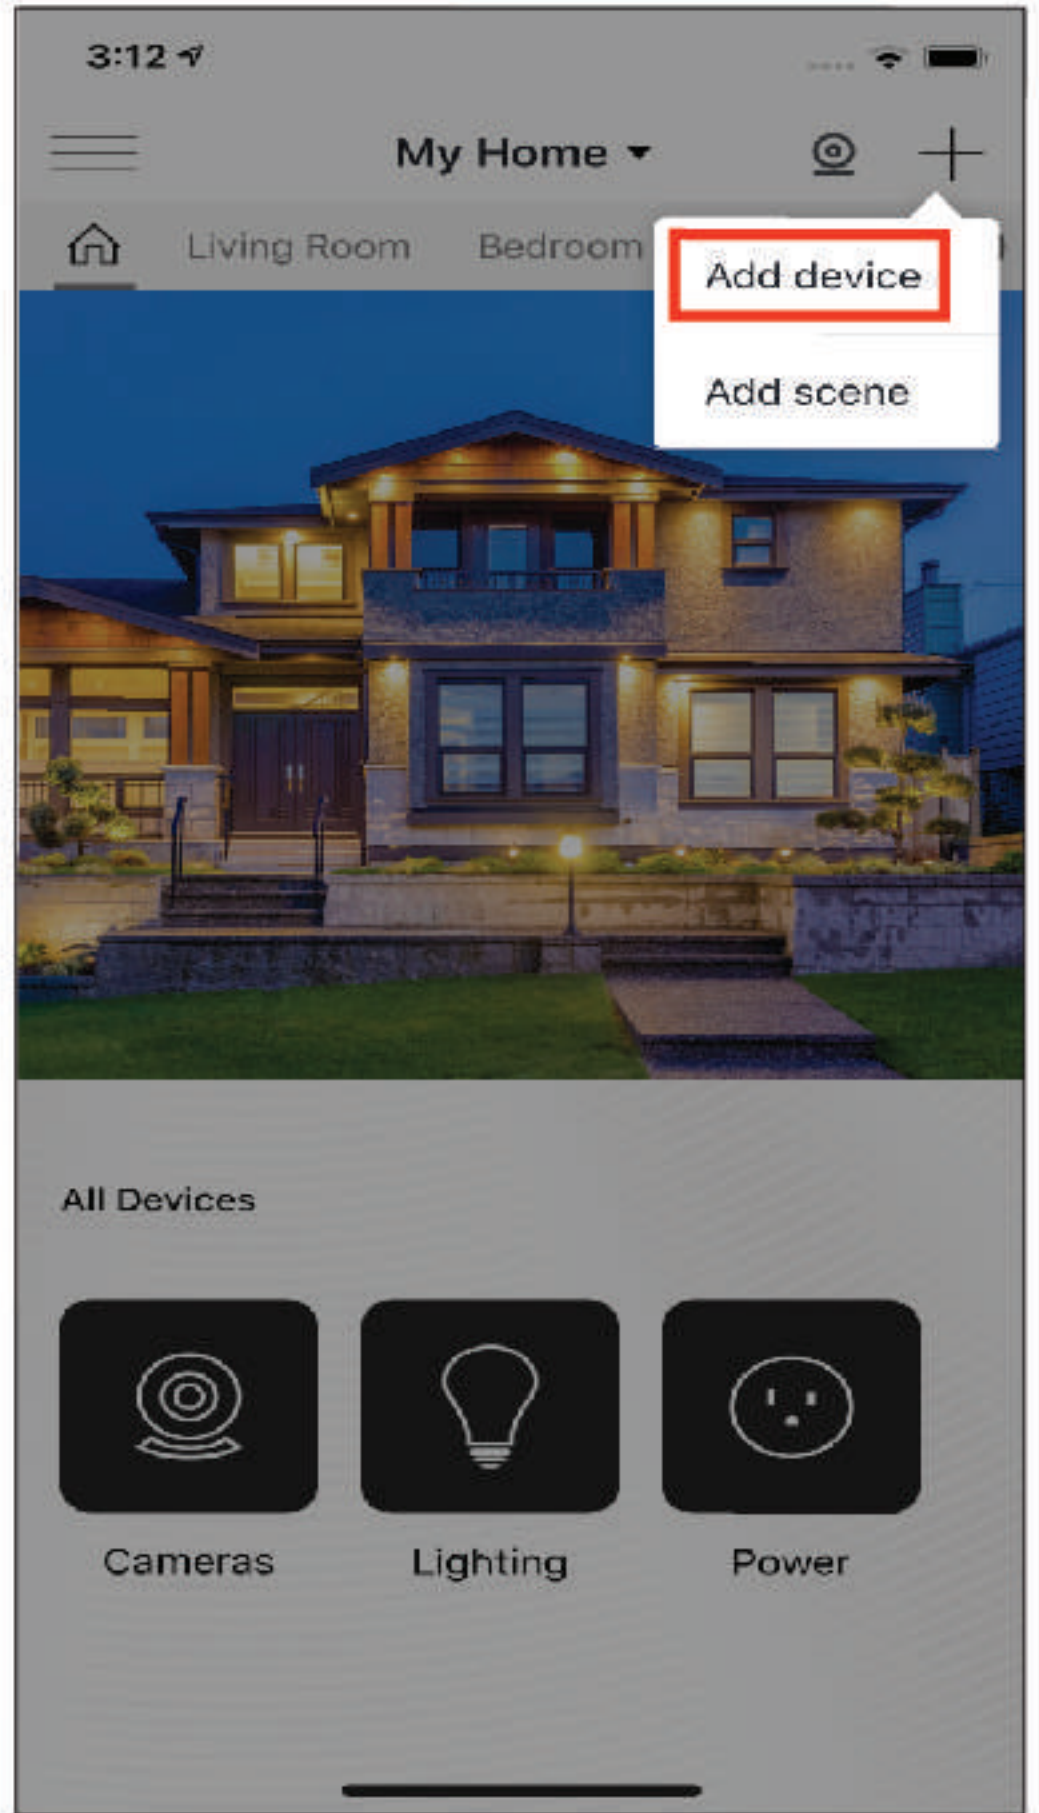 3:12
My Home
Living Room
Bedroom
Add device
Add scene
All Devices
Cameras
Lighting
Power